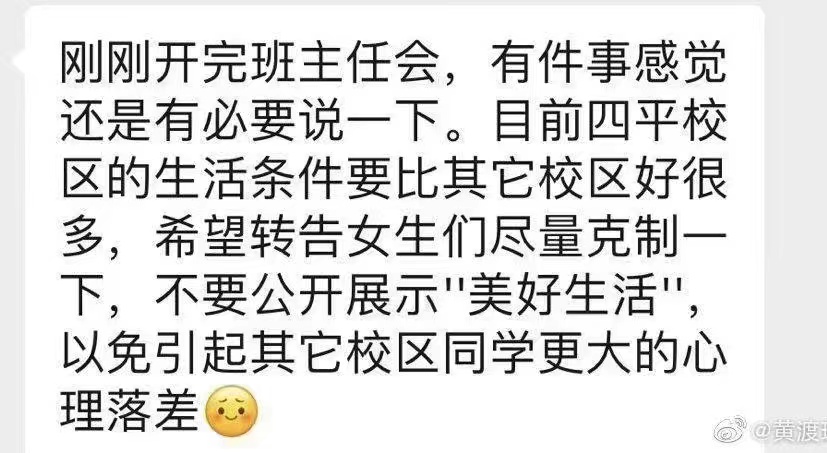 刚刚开完班主任会，有件事感觉
还是有必要说一下。目前四平校
区的生活条件要比其它校区好很
多，希望转告女生们尽量克制一
下，不要公开展示"美好生活"，
以免引起其它校区同学更大的心
理落差
@黄渡